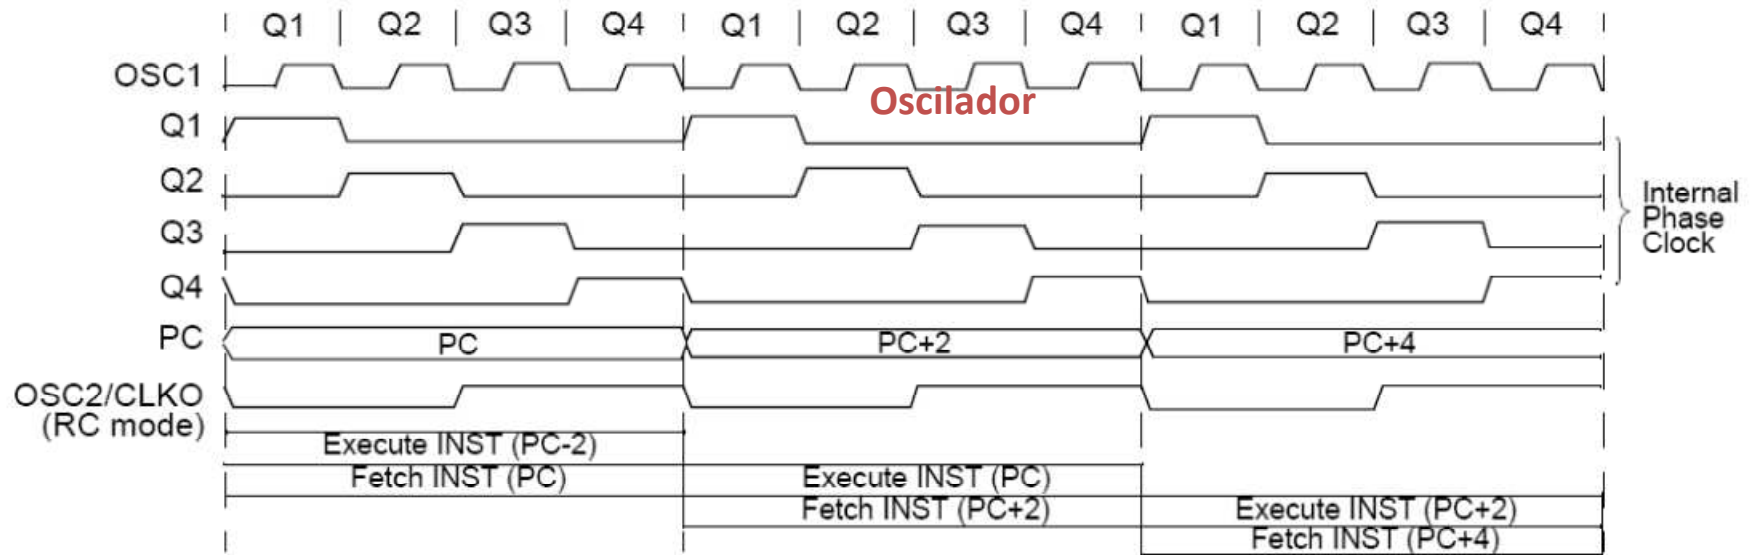 Q1 Q2 Q3 Q4 Q1 Q2 Q3 Q4 Q1 Q2 Q3 Q4
OSC1
Oscilador
Q1
Q2
Q3
Q4
Internal
Phase
Clock
PC PC PC+2 PC+4
OSC2/CLKO
(RC mode)
Execute INST (PC-2)
Fetch INST (PC) Execute INST (PC)
Fetch INST (PC+2) Execute INST (PC+2)
Fetch INST (PC+4)